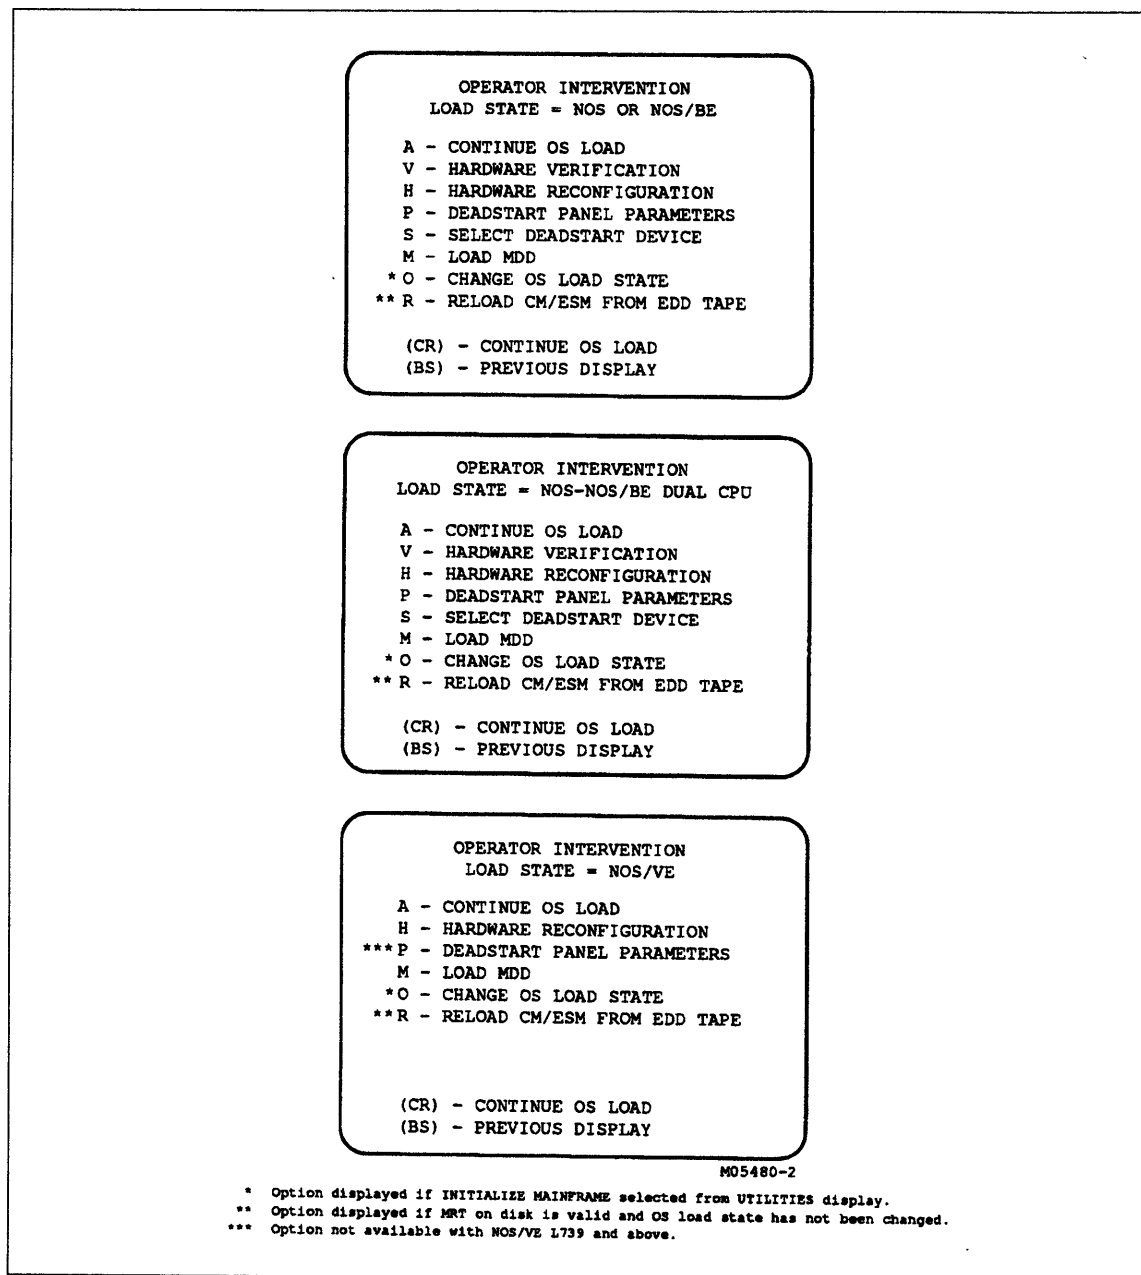 OPERATOR INTERVENTION
LOAD STATE = NOS OR NOS/BE
A - CONTINUE OS LOAD
V - HARDWARE VERIFICATION
H - HARDWARE RECONFIGURATION
P - DEADSTART PANEL PARAMETERS
S - SELECT DEADSTART DEVICE
M - LOAD MDD
* O - CHANGE OS LOAD STATE
** R - RELOAD CM/ESM FROM EDD TAPE
(CR) - CONTINUE OS LOAD
(BS) - PREVIOUS DISPLAY
OPERATOR INTERVENTION
LOAD STATE = NOS-NOS/BE DUAL CPU
A - CONTINUE OS LOAD
V - HARDWARE VERIFICATION
H - HARDWARE RECONFIGURATION
P - DEADSTART PANEL PARAMETERS
S - SELECT DEADSTART DEVICE
M - LOAD MDD
* O - CHANGE OS LOAD STATE
** R - RELOAD CM/ESM FROM EDD TAPE
(CR) - CONTINUE OS LOAD
(BS) - PREVIOUS DISPLAY
OPERATOR INTERVENTION
LOAD STATE = NOS/VE
A - CONTINUE OS LOAD
H - HARDWARE RECONFIGURATION
*** P - DEADSTART PANEL PARAMETERS
M - LOAD MDD
* O - CHANGE OS LOAD STATE
** R - RELOAD CM/ESM FROM EDD TAPE
(CR) - CONTINUE OS LOAD
(BS) - PREVIOUS DISPLAY
M05480-2
* Option displayed if INITIALIZE MAINFRAME selected from UTILITIES display.
** Option displayed if MRT on disk is valid and OS load state has not been changed.
*** Option not available with NOS/VE L739 and above.